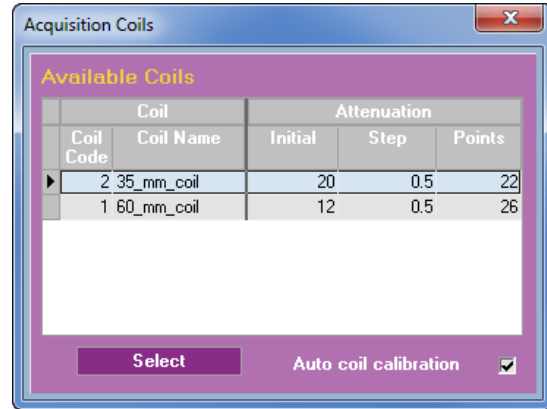 Acquisition Coils
Available Coils
Coil Attenuation
Coil Code Coil Name Initial Step Points
2 35_mm_coil 20 0.5 22
1 60_mm_coil 12 0.5 26
Select Auto coil calibration